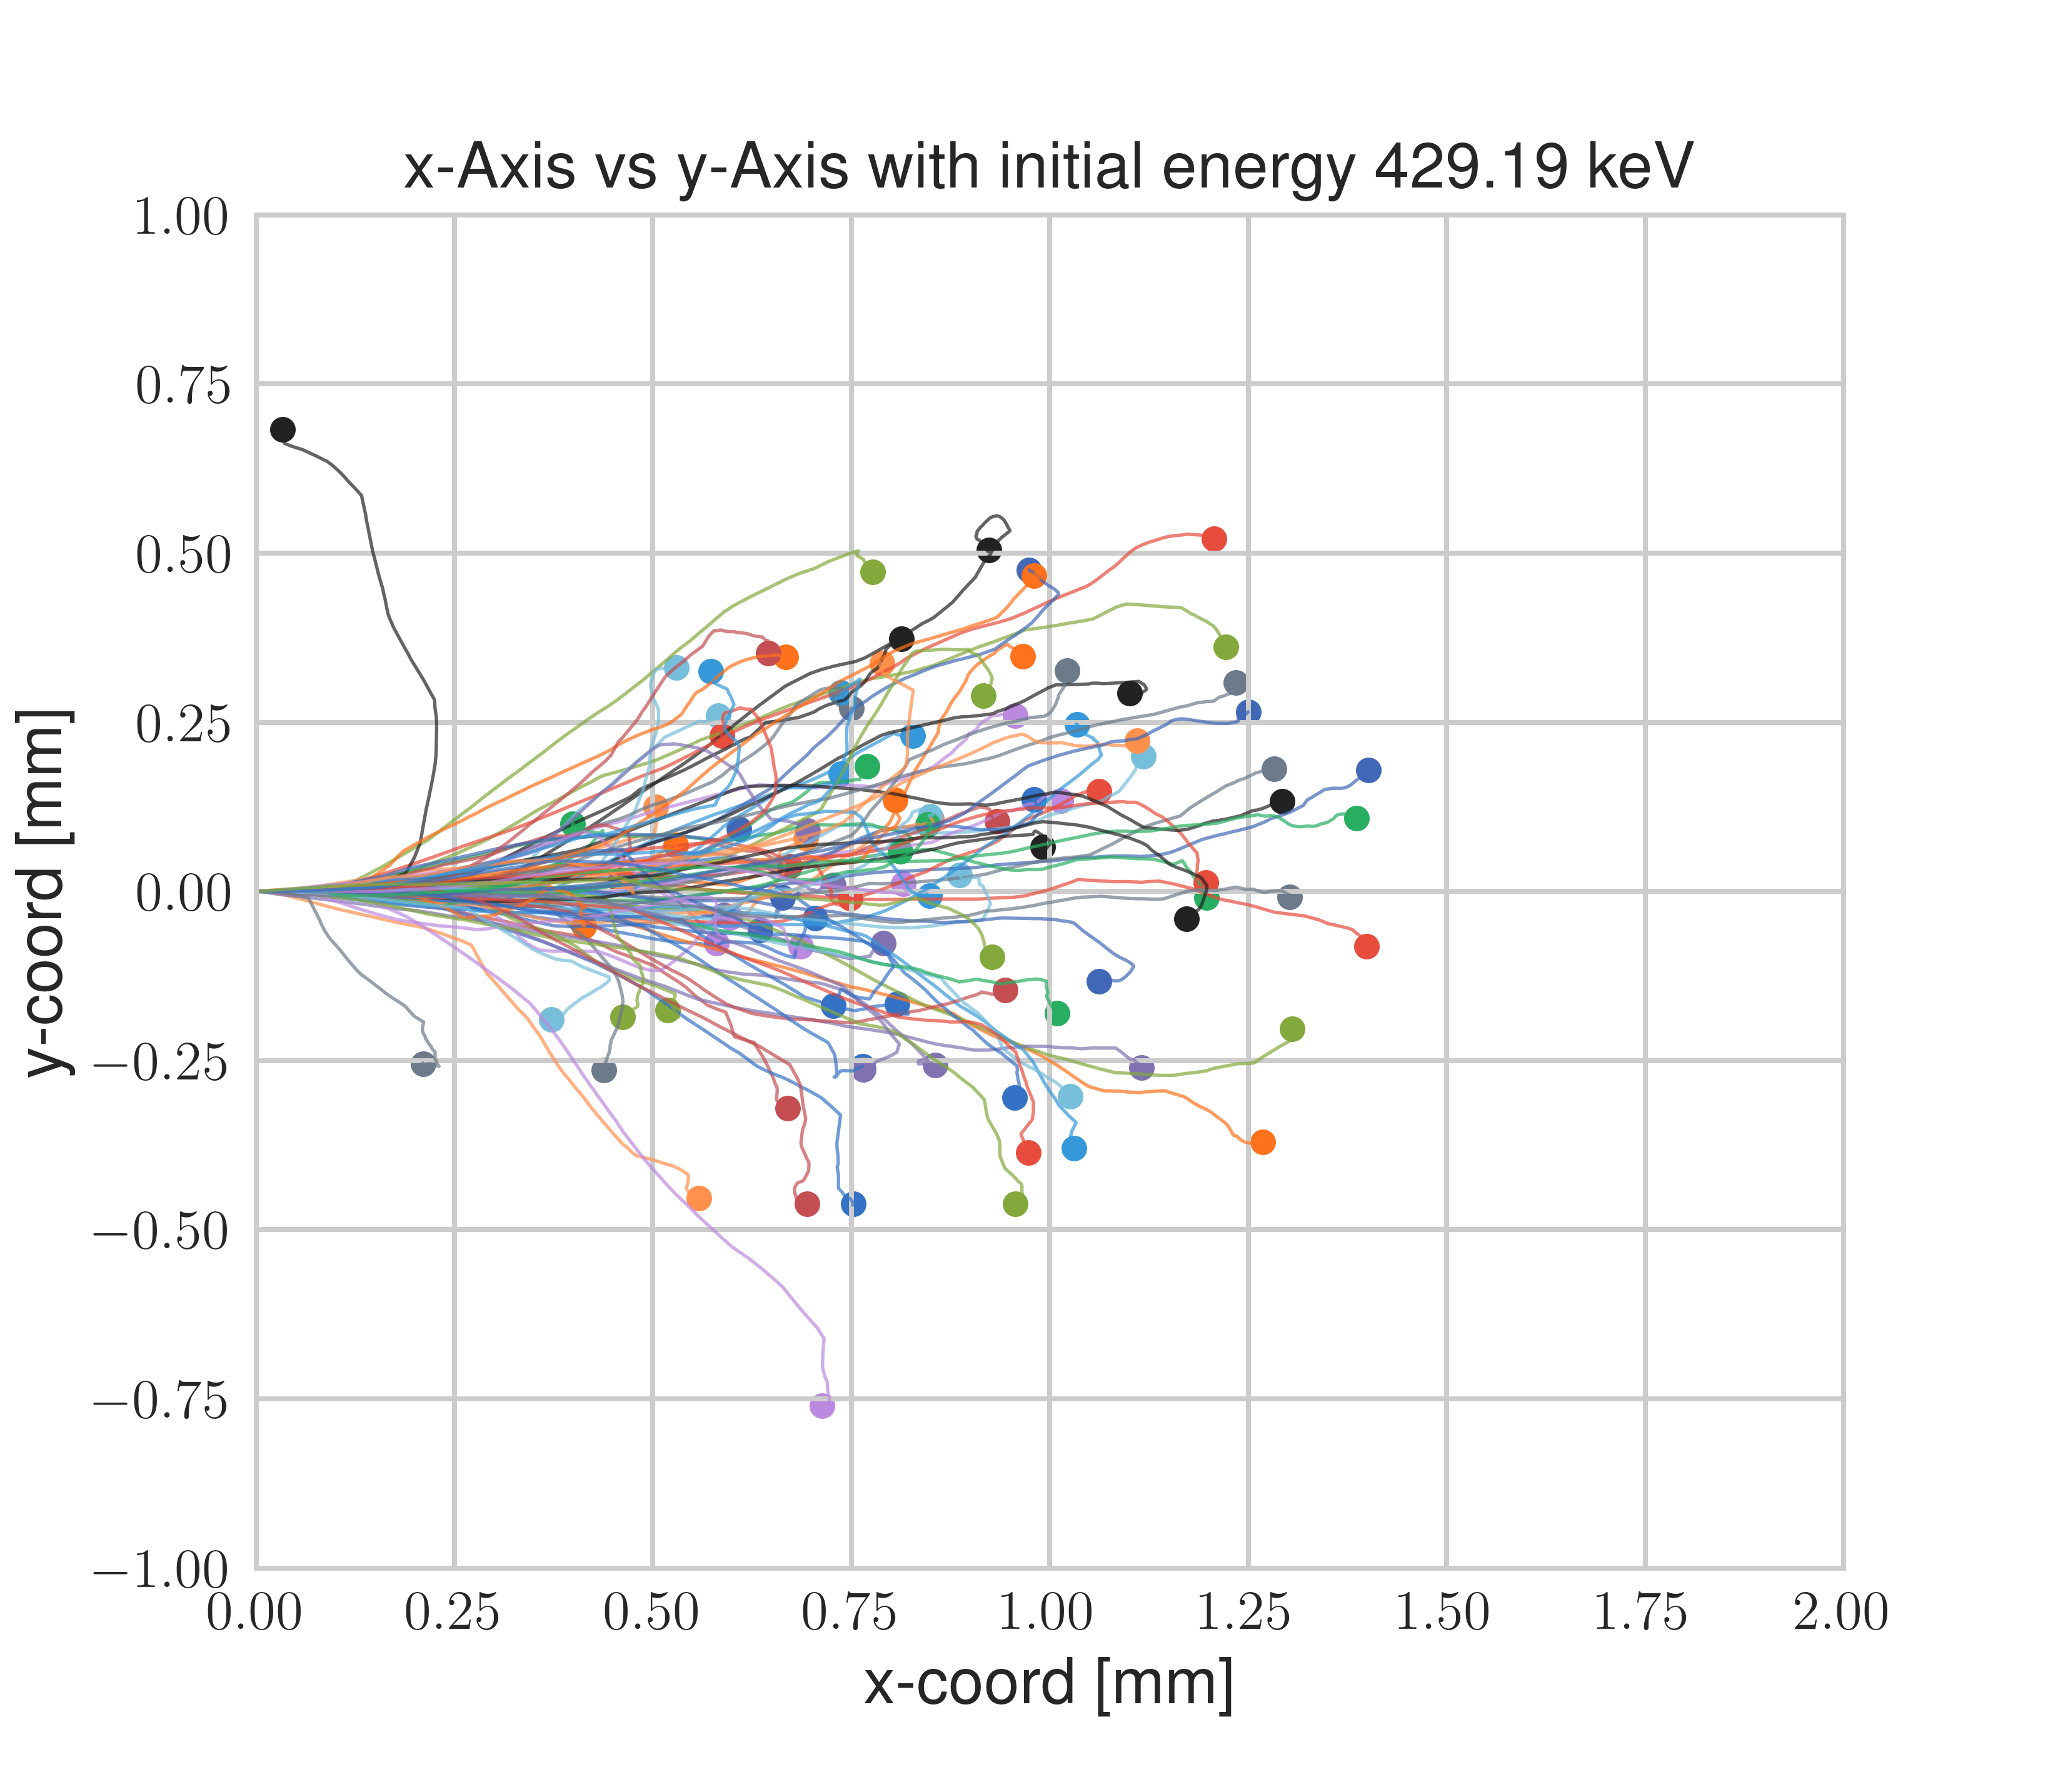 x-Axis vs y-Axis with initial energy 429.19 keV
1.00
0.75
0.50
0.25
0.00
−0.25
−0.50
−0.75
−1.00
y-coord [mm]
0.00 0.25 0.50 0.75 1.00 1.25 1.50 1.75 2.00
x-coord [mm]